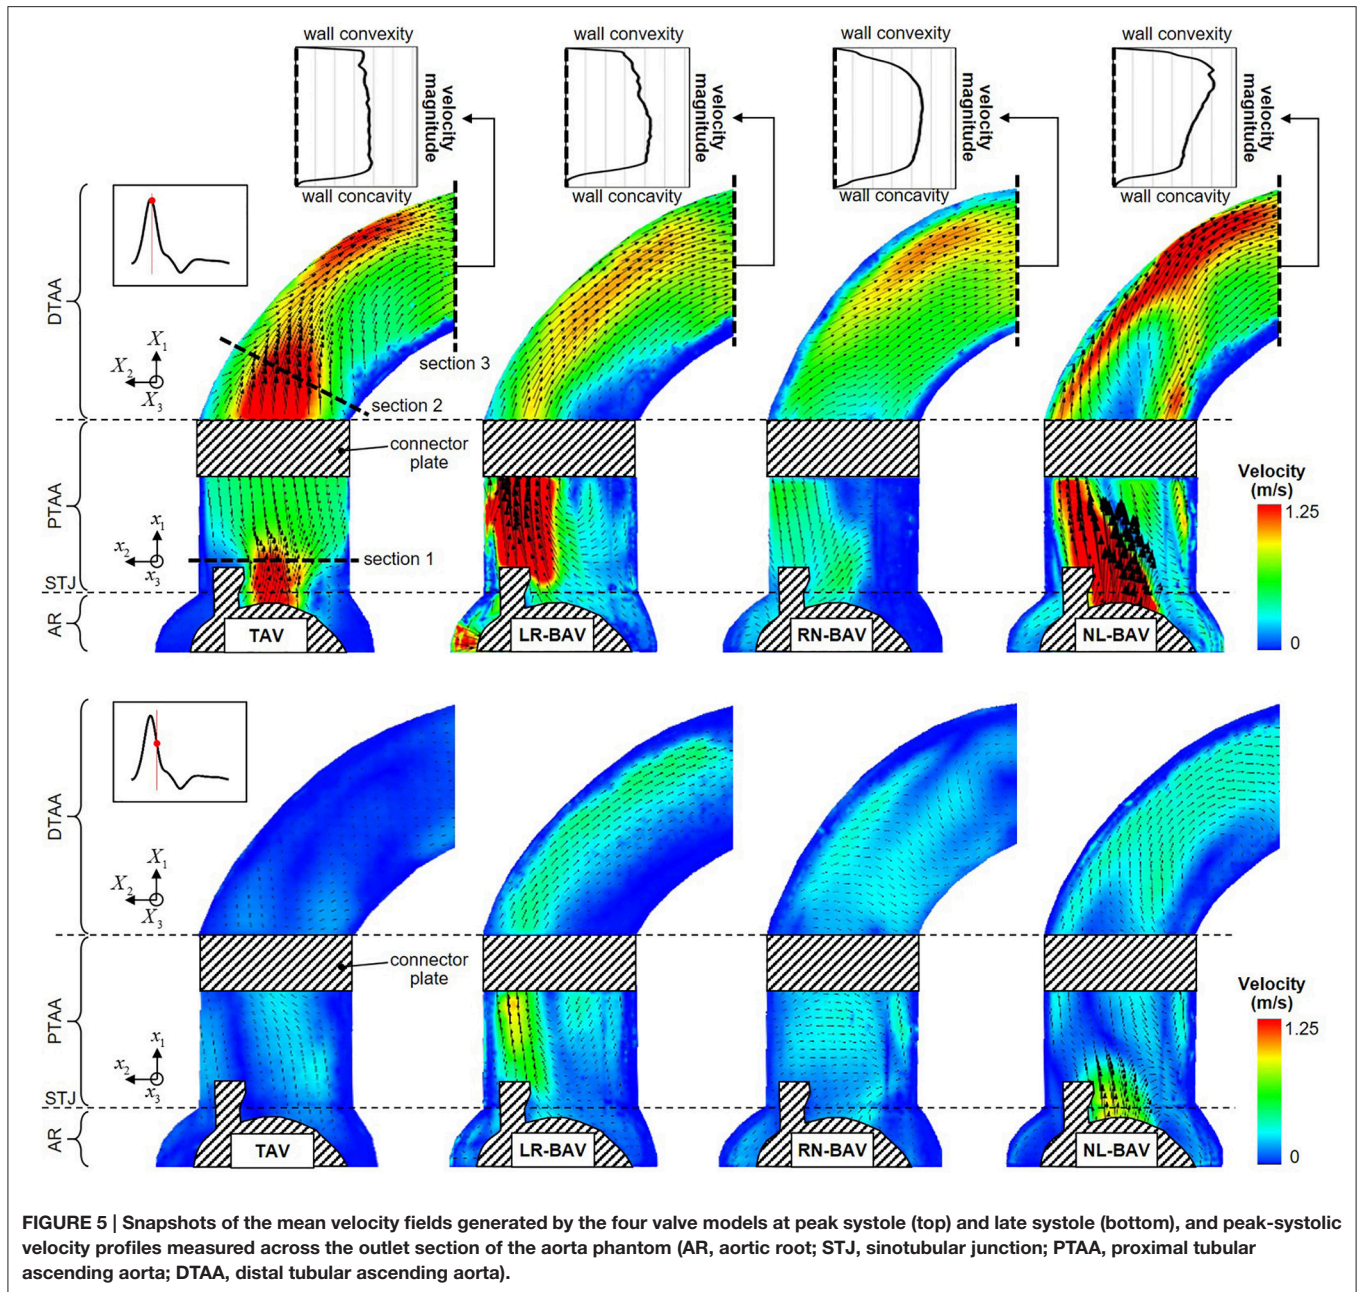 wall convexity
wall convexity
wall convexity
wall convexity
velocity
magnitude
velocity
magnitude
velocity
magnitude
velocity
magnitude
wall concavity
wall concavity
wall concavity
wall concavity
DTAA
X1
X2
X3
section 3
section 2
connector
plate
PTAA
x1
x2
x3
section 1
STJ
AR
TAV
LR-BAV
RN-BAV
NL-BAV
Velocity
(m/s)
1.25
0
DTAA
X1
X2
X3
connector
plate
PTAA
x1
x2
x3
STJ
AR
TAV
LR-BAV
RN-BAV
NL-BAV
Velocity
(m/s)
1.25
0
FIGURE 5 | Snapshots of the mean velocity fields generated by the four valve models at peak systole (top) and late systole (bottom), and peak-systolic
velocity profiles measured across the outlet section of the aorta phantom (AR, aortic root; STJ, sinotubular junction; PTAA, proximal tubular
ascending aorta; DTAA, distal tubular ascending aorta).